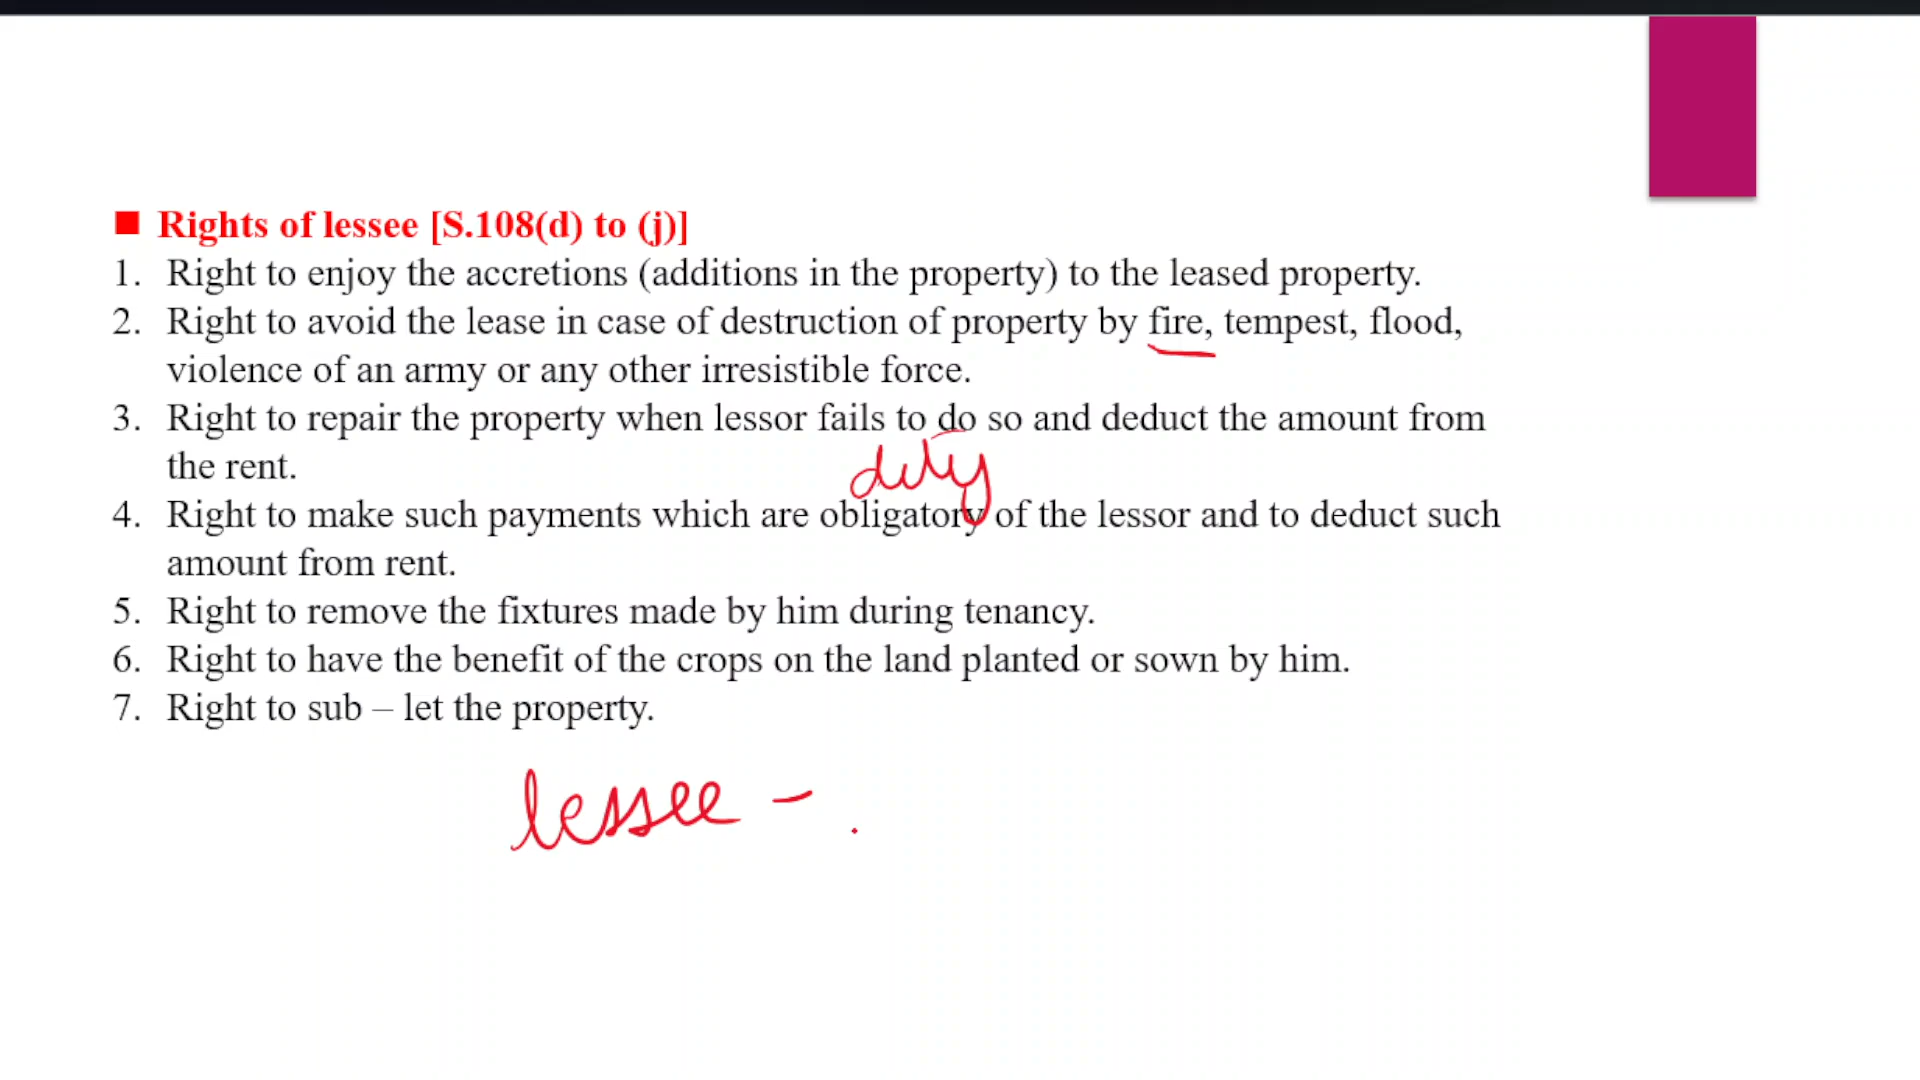 Rights of lessee [S.108(d) to (j)]
1. Right to enjoy the accretions (additions in the property) to the leased property.
2. Right to avoid the lease in case of destruction of property by fire, tempest, flood,
violence of an army or any other irresistible force.
3. Right to repair the property when lessor fails to do so and deduct the amount from
the rent.
duty
4. Right to make such payments which are obligatory of the lessor and to deduct such
amount from rent.
5. Right to remove the fixtures made by him during tenancy.
6. Right to have the benefit of the crops on the land planted or sown by him.
7. Right to sub – let the property.
lessee -